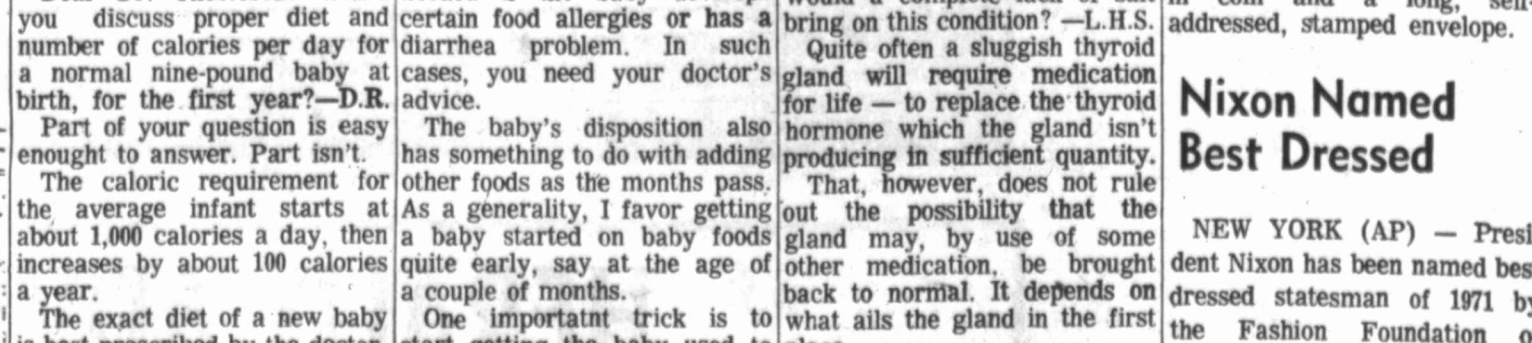 you discuss proper diet and
number of calories per day for
a normal nine-pound baby at
birth, for the first year?—D.R.
Part of your question is easy
enought to answer. Part isn't.
The caloric requirement for
the average infant starts at
about 1,000 calories a day, then
increases by about 100 calories
a year.
The exact diet of a new baby
certain food allergies or has a
diarrhea problem. In such
cases, you need your doctor's
advice.
The baby's disposition also
has something to do with adding
other foods as the months pass.
As a generality, I favor getting
a baby started on baby foods
quite early, say at the age of
a couple of months.
One importatnt trick is to
bring on this condition? —L.H.S.
Quite often a sluggish thyroid
gland will require medication
for life — to replace the thyroid
hormone which the gland isn't
producing in sufficient quantity.
That, however, does not rule
out the possibility that the
gland may, by use of some
other medication, be brought
back to normal. It depends on
what ails the gland in the first
addressed, stamped envelope.
Nixon Named
Best Dressed
NEW YORK (AP) — Presi
dent Nixon has been named bes
dressed statesman of 1971 by
the Fashion Foundation o